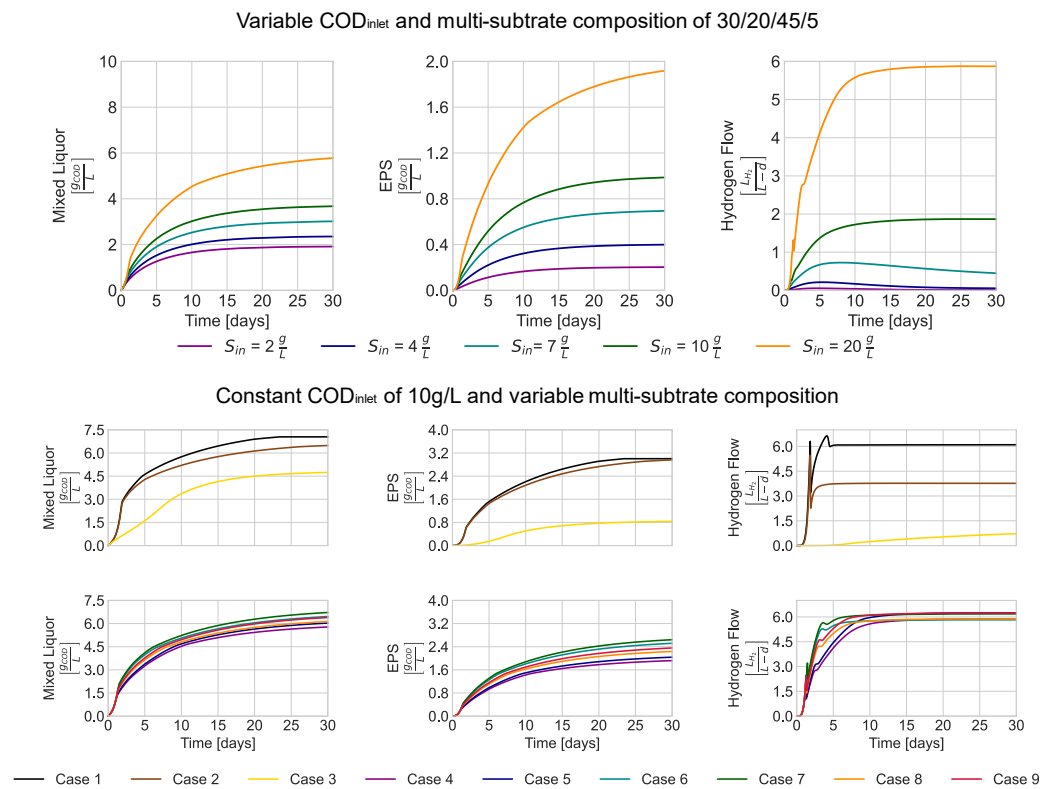 Variable CODinlet and multi-subtrate composition of 30/20/45/5
Mixed Liquor
[gCOD/L]
10
8
6
4
2
0
0 5 10 15 20 25 30
Time [days]
EPS
[gCOD/L]
2.0
1.6
1.2
0.8
0.4
0.0
0 5 10 15 20 25 30
Time [days]
Hydrogen Flow
[LH2/L−d]
6
5
4
3
2
1
0
0 5 10 15 20 25 30
Time [days]
Sin = 2 g/L Sin = 4 g/L Sin= 7 g/L Sin = 10 g/L Sin = 20 g/L
Constant CODinlet of 10g/L and variable multi-subtrate composition
Mixed Liquor
[gCOD/L]
7.5
6.0
4.5
3.0
1.5
0.0
EPS
[gCOD/L]
4.0
3.2
2.4
1.6
0.8
0.0
Hydrogen Flow
[LH2/L−d]
6.0
4.5
3.0
1.5
0.0
Mixed Liquor
[gCOD/L]
7.5
6.0
4.5
3.0
1.5
0.0
0 5 10 15 20 25 30
Time [days]
EPS
[gCOD/L]
4.0
3.2
2.4
1.6
0.8
0.0
0 5 10 15 20 25 30
Time [days]
Hydrogen Flow
[LH2/L−d]
6.0
4.5
3.0
1.5
0.0
0 5 10 15 20 25 30
Time [days]
Case 1 Case 2 Case 3 Case 4 Case 5 Case 6 Case 7 Case 8 Case 9